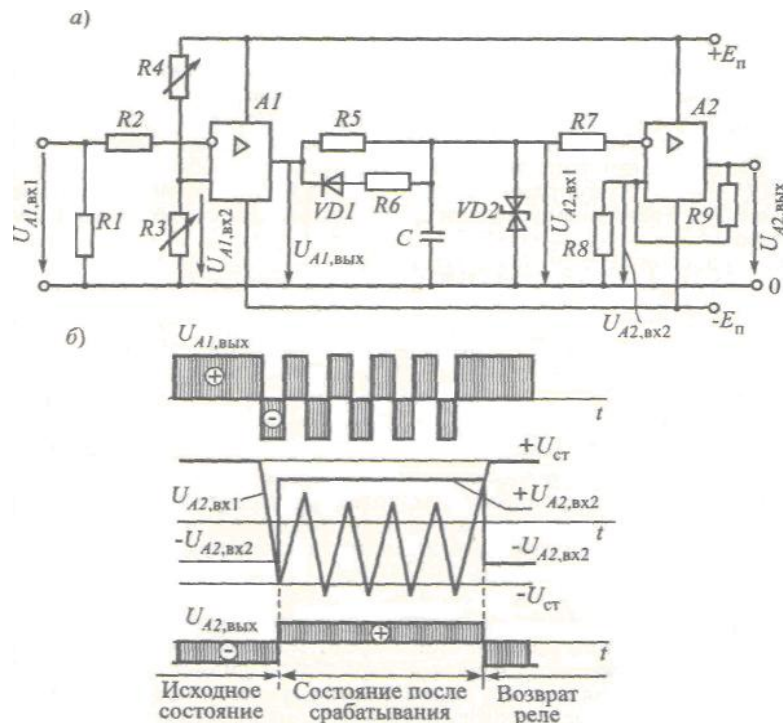 а)
+Eп
R4
A1
A2
R2
R5
R7
VD1
R6
VD2
R9
R1
R3
C
R8
UA1,вх1
UA1,вх2
UA1,вых
UA2,вх1
UA2,вых
0
UA2,вх2
-Eп
б)
UA1,вых
+
-
t
+Uст
UA2,вх1
+UA2,вх2
t
-UA2,вх2
-UA2,вх2
-Uст
UA2,вых
+
-
t
Исходное
состояние
Состояние после
срабатывания
Возврат
реле